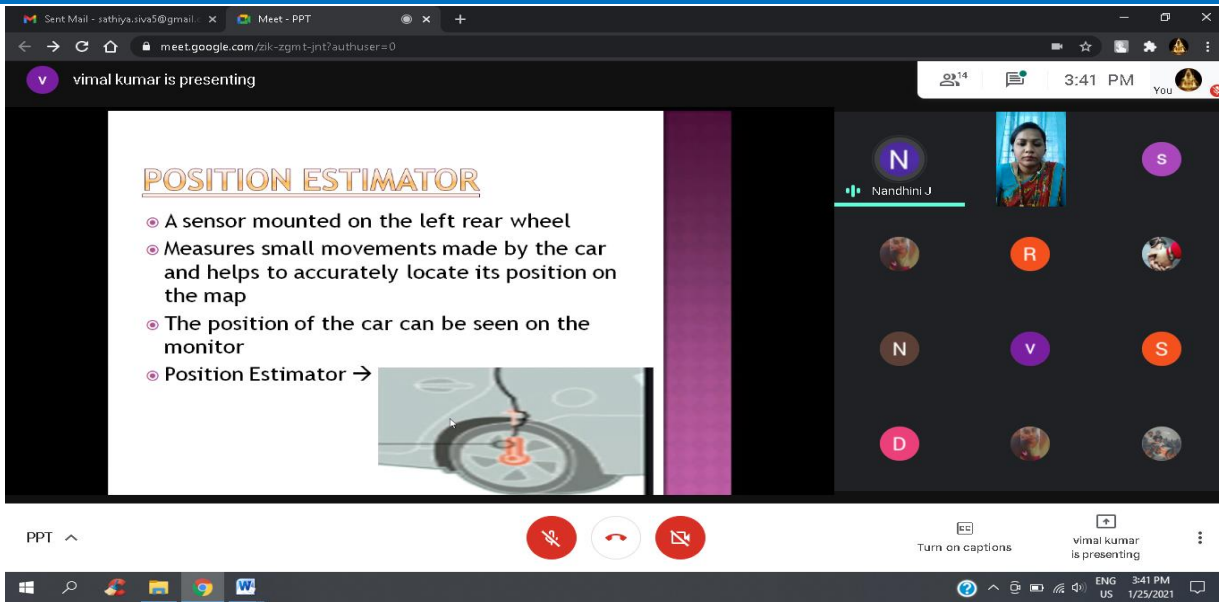 Sent Mail - sathiya.siva5@gmail.c
Meet - PPT
meet.google.com/zik-zgmt-jnt?authuser=0
V
vimal kumar is presenting
14
3:41 PM
You
POSITION ESTIMATOR
A sensor mounted on the left rear wheel
Measures small movements made by the car
and helps to accurately locate its position on
the map
The position of the car can be seen on the
monitor
Position Estimator →
N
Nandhini J
S
R
N
V
S
D
PPT
CC
Turn on captions
vimal kumar
is presenting
W
ENG
US
3:41 PM
1/25/2021